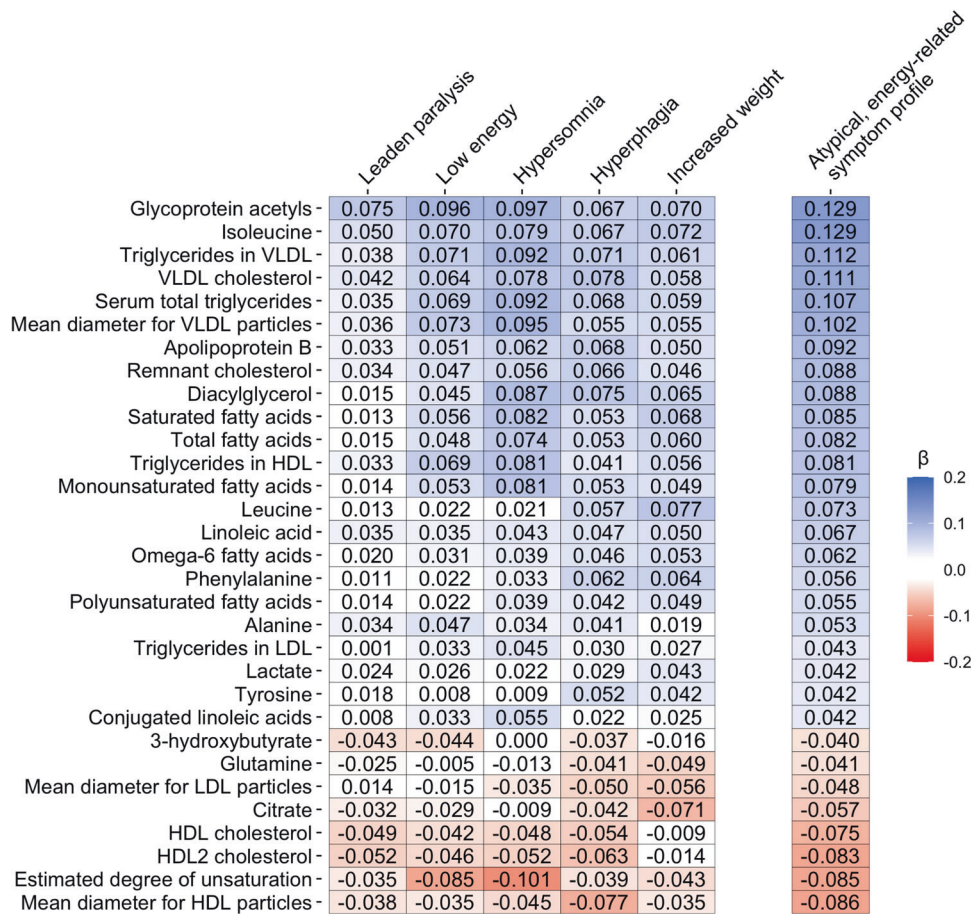 Leaden paralysis
Low energy
Hypersomnia
Hyperphagia
Increased weight
Atypical, energy-related
symptom profile
Glycoprotein acetyls 0.075 0.096 0.097 0.067 0.070 0.129
Isoleucine 0.050 0.070 0.079 0.067 0.072 0.129
Triglycerides in VLDL 0.038 0.071 0.092 0.071 0.061 0.112
VLDL cholesterol 0.042 0.064 0.078 0.078 0.058 0.111
Serum total triglycerides 0.035 0.069 0.092 0.068 0.059 0.107
Mean diameter for VLDL particles 0.036 0.073 0.095 0.055 0.055 0.102
Apolipoprotein B 0.033 0.051 0.062 0.068 0.050 0.092
Remnant cholesterol 0.034 0.047 0.056 0.066 0.046 0.088
Diacylglycerol 0.015 0.045 0.087 0.075 0.065 0.088
Saturated fatty acids 0.013 0.056 0.082 0.053 0.068 0.085
Total fatty acids 0.015 0.048 0.074 0.053 0.060 0.082
Triglycerides in HDL 0.033 0.069 0.081 0.041 0.056 0.081
Monounsaturated fatty acids 0.014 0.053 0.081 0.053 0.049 0.079
Leucine 0.013 0.022 0.021 0.057 0.077 0.073
Linoleic acid 0.035 0.035 0.043 0.047 0.050 0.067
Omega-6 fatty acids 0.020 0.031 0.039 0.046 0.053 0.062
Phenylalanine 0.011 0.022 0.033 0.062 0.064 0.056
Polyunsaturated fatty acids 0.014 0.022 0.039 0.042 0.049 0.055
Alanine 0.034 0.047 0.034 0.041 0.019 0.053
Triglycerides in LDL 0.001 0.033 0.045 0.030 0.027 0.043
Lactate 0.024 0.026 0.022 0.029 0.043 0.042
Tyrosine 0.018 0.008 0.009 0.052 0.042 0.042
Conjugated linoleic acids 0.008 0.033 0.055 0.022 0.025 0.042
3-hydroxybutyrate -0.043 -0.044 0.000 -0.037 -0.016 -0.040
Glutamine -0.025 -0.005 -0.013 -0.041 -0.049 -0.041
Mean diameter for LDL particles 0.014 -0.015 -0.035 -0.050 -0.056 -0.048
Citrate -0.032 -0.029 -0.009 -0.042 -0.071 -0.057
HDL cholesterol -0.049 -0.042 -0.048 -0.054 -0.009 -0.075
HDL2 cholesterol -0.052 -0.046 -0.052 -0.063 -0.014 -0.083
Estimated degree of unsaturation -0.035 -0.085 -0.101 -0.039 -0.043 -0.085
Mean diameter for HDL particles -0.038 -0.035 -0.045 -0.077 -0.035 -0.086
β
0.2
0.1
0.0
-0.1
-0.2